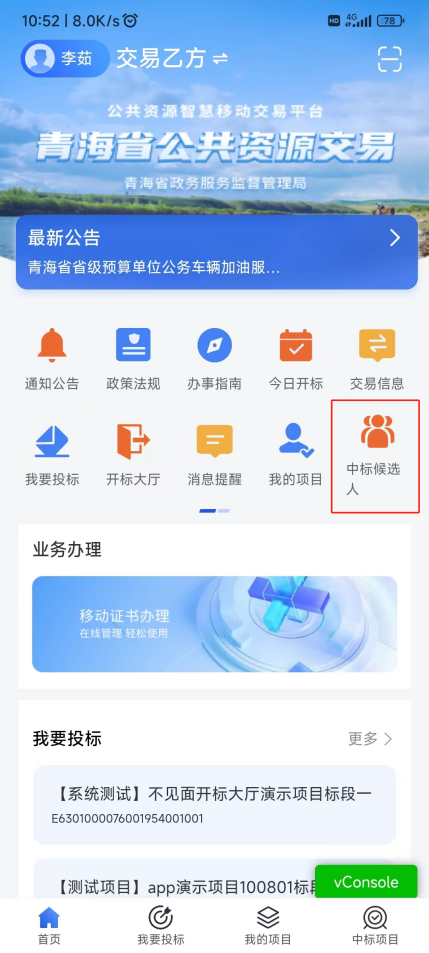 10:52 | 8.0K/s
HD 4G 78
李茹 交易乙方
公共资源智慧移动交易平台
青海省公共资源交易
青海省政务服务监督管理局
最新公告
青海省省级预算单位公务车辆加油服...
通知公告 政策法规 办事指南 今日开标 交易信息
我要投标 开标大厅 消息提醒 我的项目 中标候选
人
业务办理
移动证书办理
在线管理 轻松使用
我要投标 更多
【系统测试】不见面开标大厅演示项目标段一
E6301000076001954001001
【测试项目】app演示项目100801标段
vConsole
首页 我要投标 我的项目 中标项目